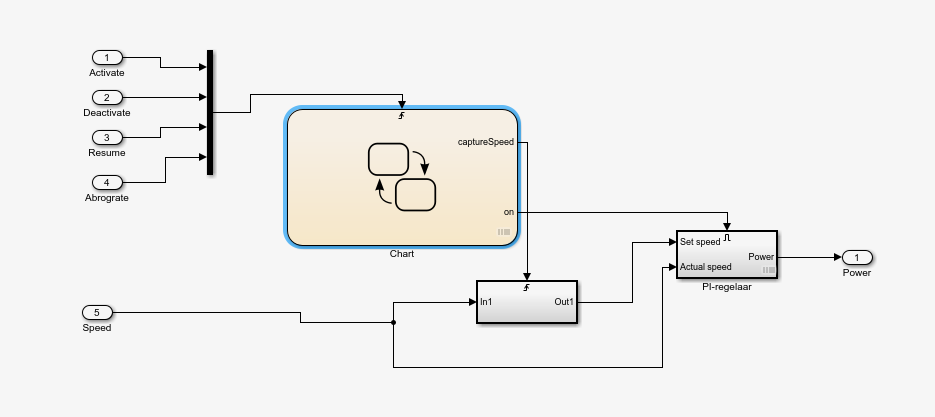 1
Activate
2
Deactivate
3
Resume
4
Abrograte
captureSpeed
on
Chart
Set speed
Actual speed
Power
PI-regelaar
1
Power
In1
Out1
5
Speed